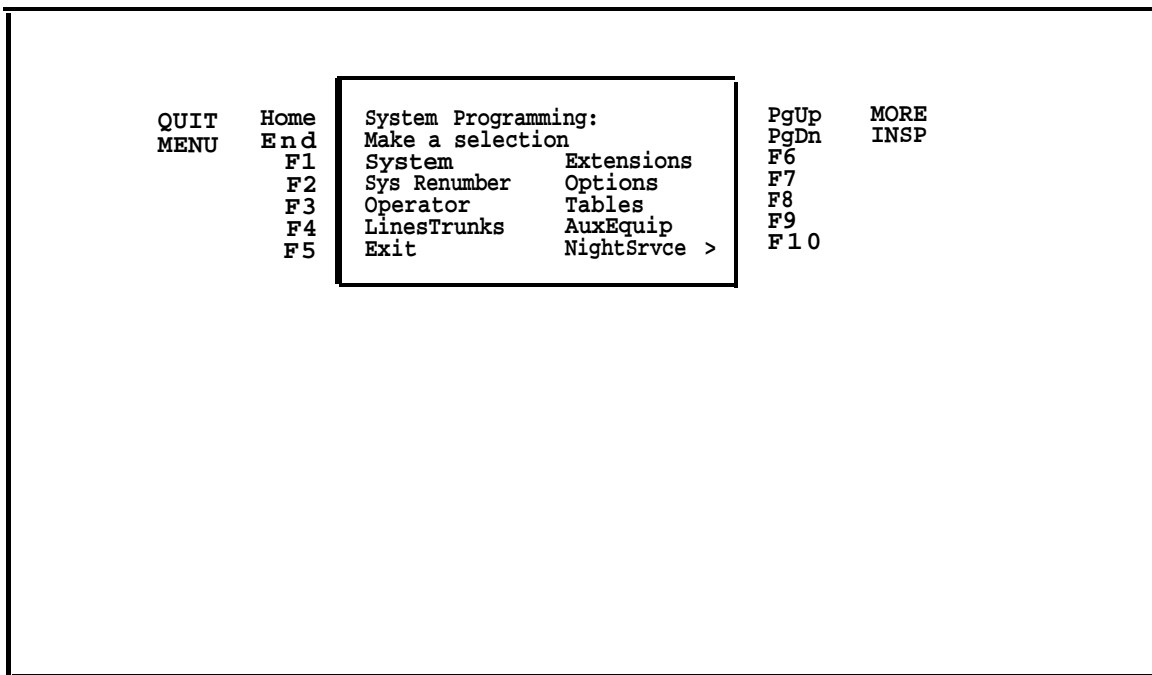 QUIT Home System Programming: PgUp MORE
MENU End Make a selection PgDn INSP
F1 System Extensions F6
F2 Sys Renumber Options F7
F3 Operator Tables F8
F4 LinesTrunks AuxEquip F9
F5 Exit NightSrvce > F10